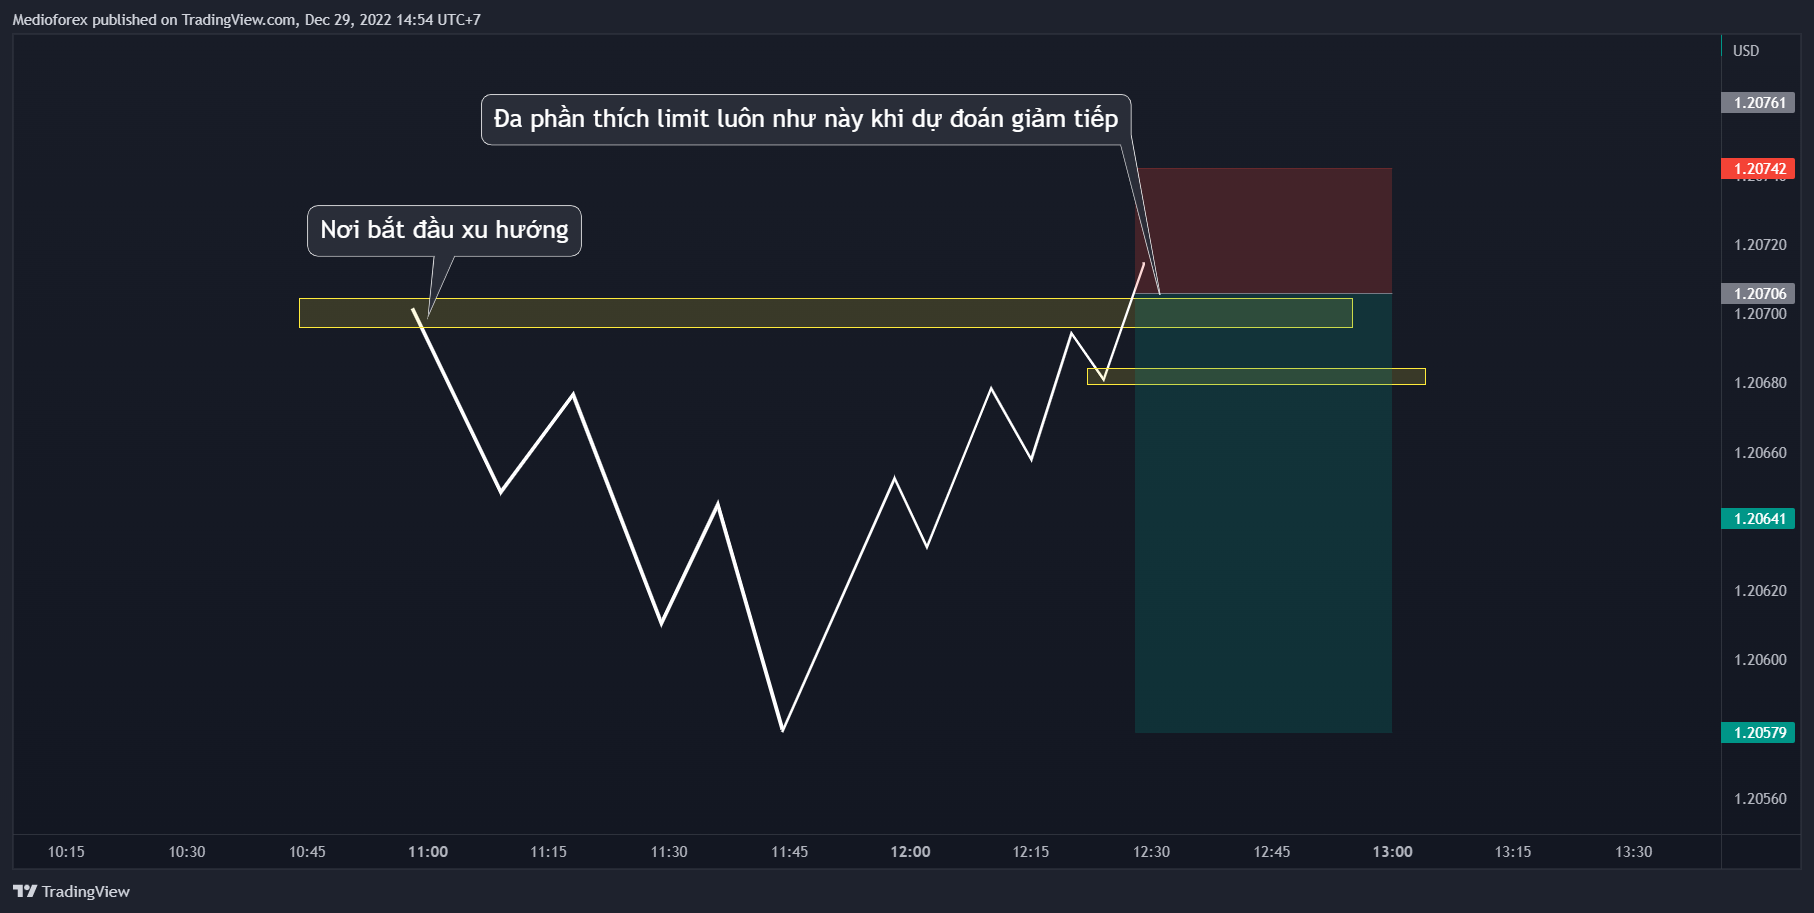 Medioforex published on TradingView.com, Dec 29, 2022 14:54 UTC+7
USD
1.20761
Đa phần thích limit luôn như này khi dự đoán giảm tiếp
1.20742
Nơi bắt đầu xu hướng
1.20720
1.20706
1.20700
1.20680
1.20660
1.20641
1.20620
1.20600
1.20579
1.20560
10:15 10:30 10:45 11:00 11:15 11:30 11:45 12:00 12:15 12:30 12:45 13:00 13:15 13:30
TradingView